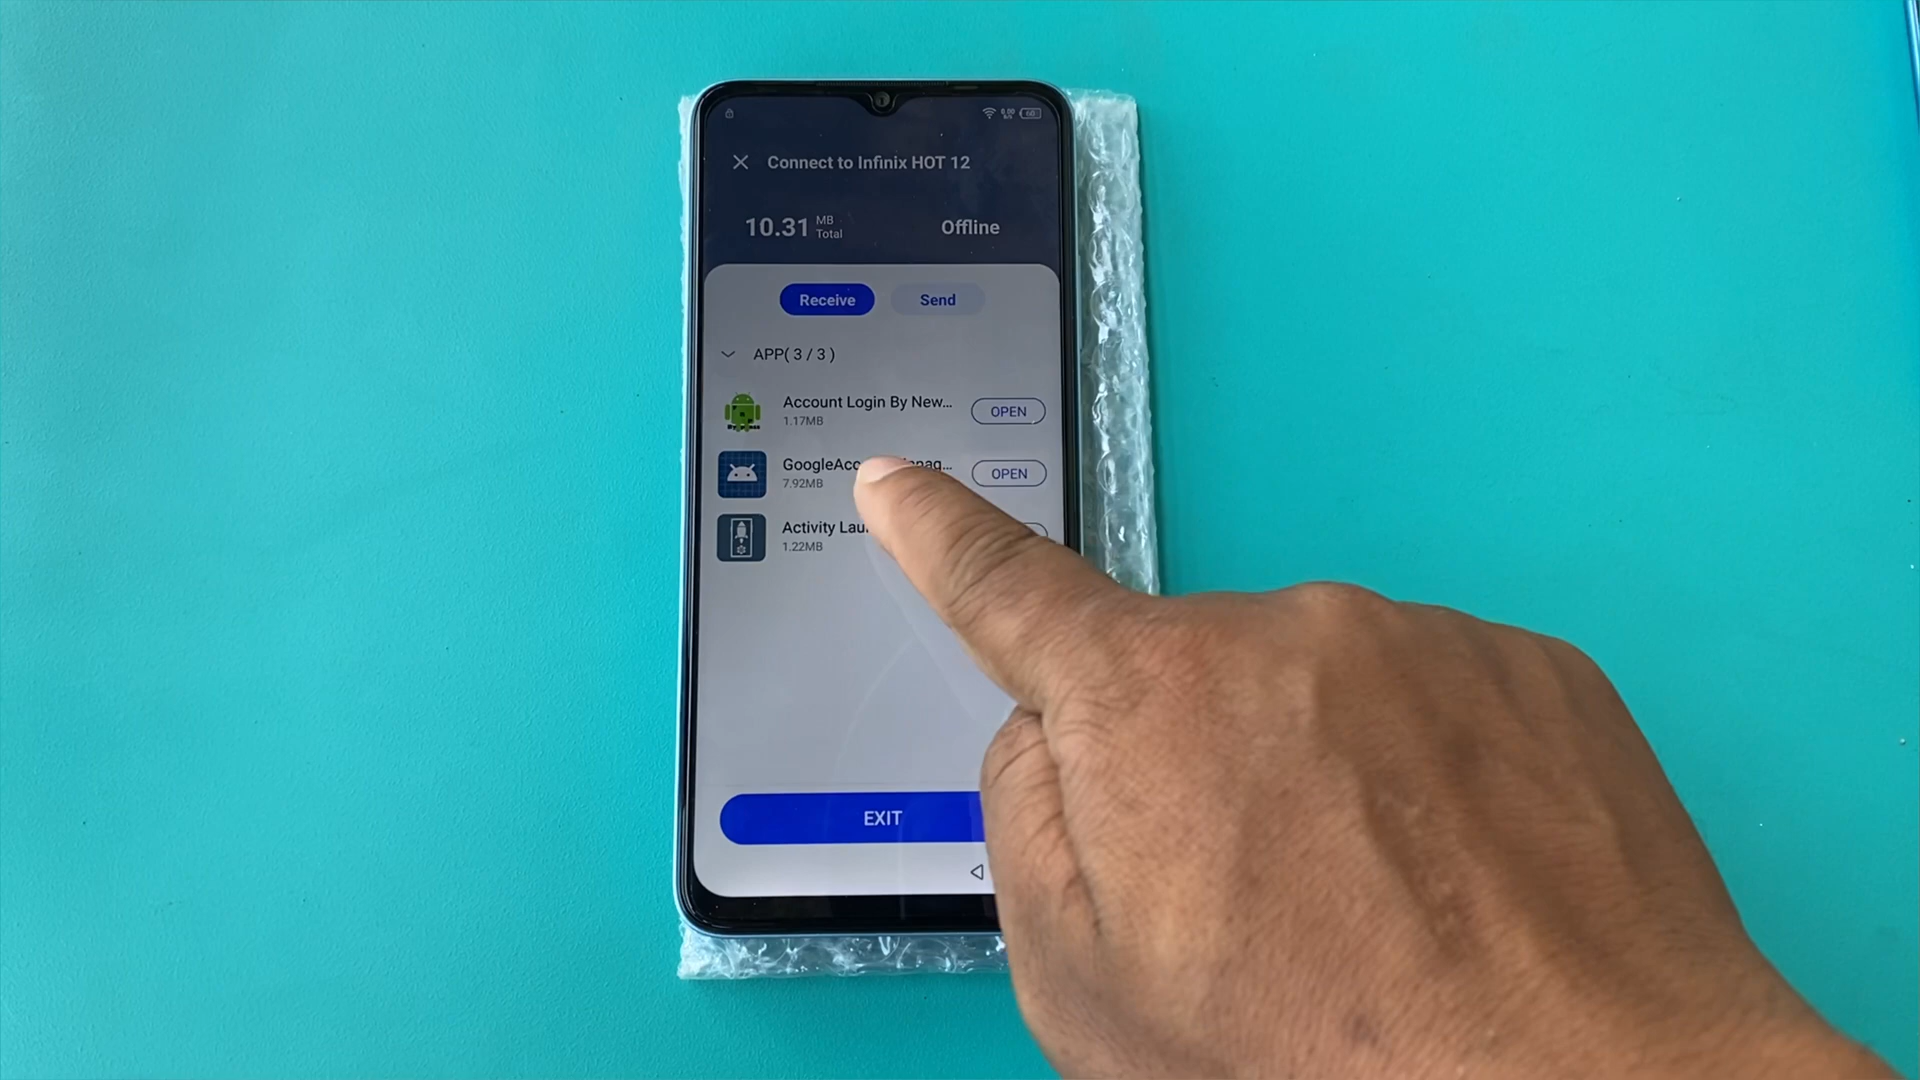 60
Connect to Infinix HOT 12
10.31 MB Total
Offline
Receive
Send
APP( 3 / 3 )
Account Login By New...
1.17MB
OPEN
GoogleAcc
7.92MB
OPEN
Activity Lau
1.22MB
EXIT